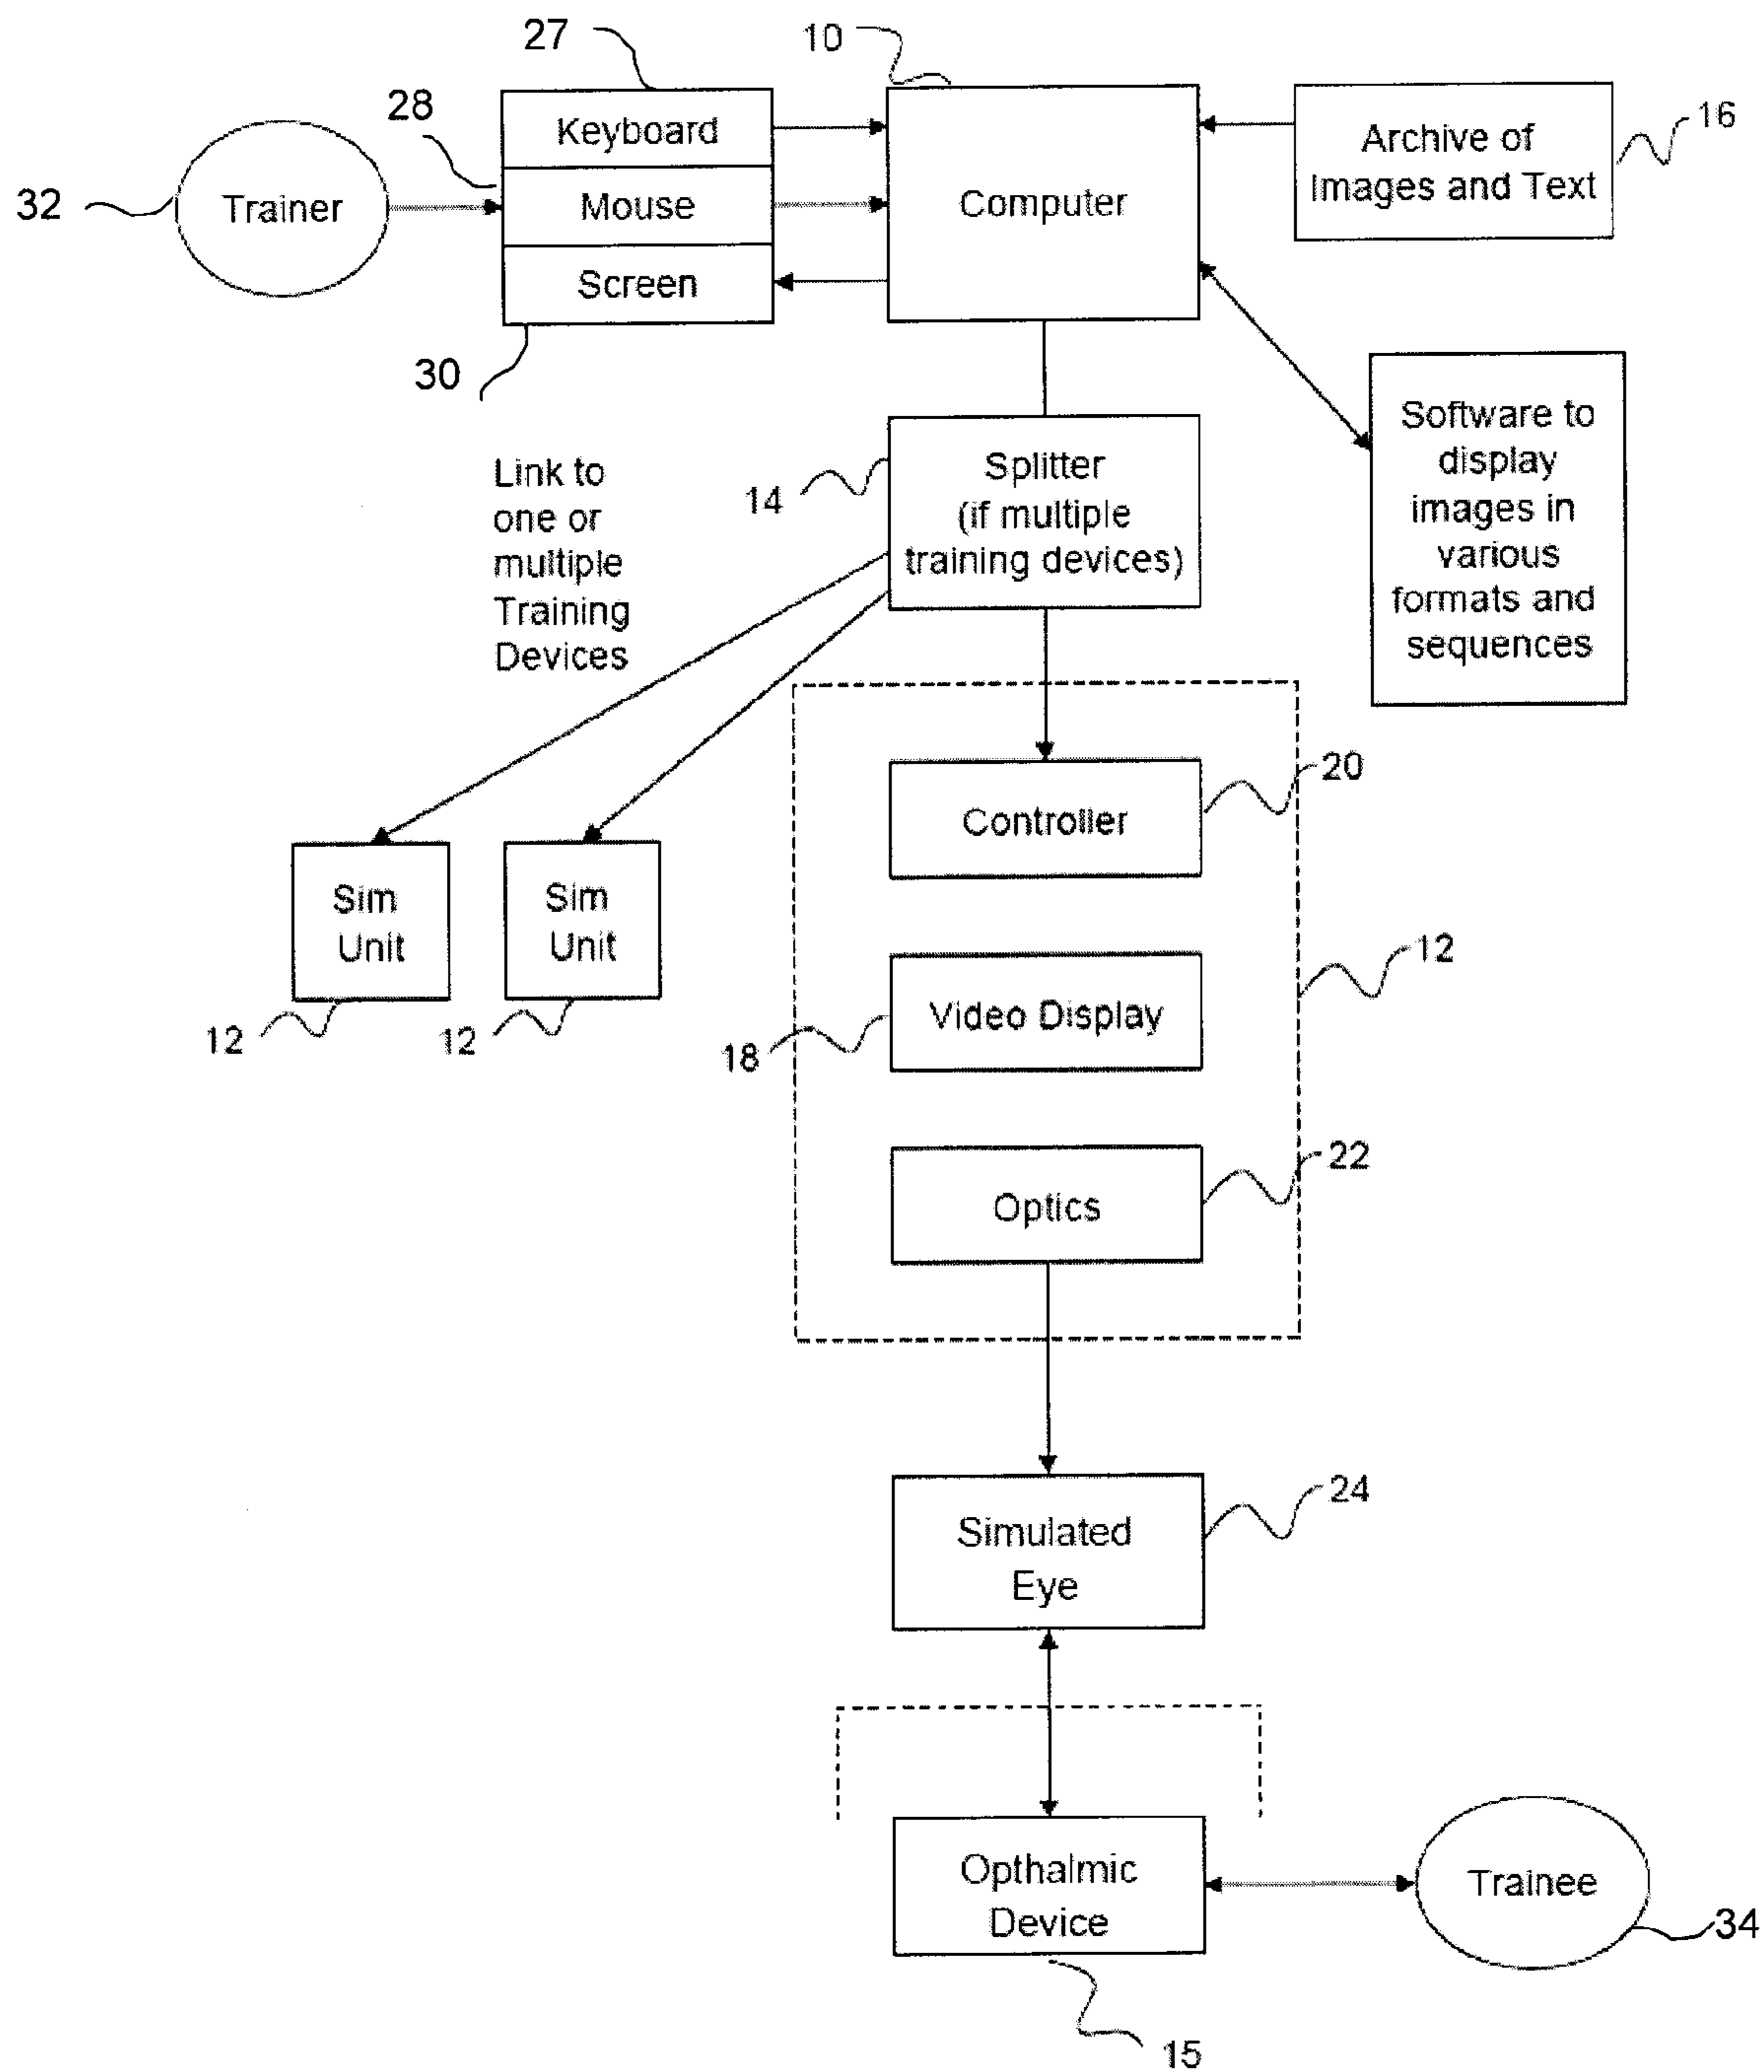 27
10
28
Keyboard
16
Archive of
Images and Text
32
Trainer
Mouse
Computer
Screen
30
Software to
display
images in
various
formats and
sequences
Link to
one or
multiple
Training
Devices
14
Splitter
(if multiple
training devices)
20
Controller
Sim
Unit
Sim
Unit
12
12
12
18
Video Display
22
Optics
24
Simulated
Eye
Opthalmic
Device
Trainee
34
15